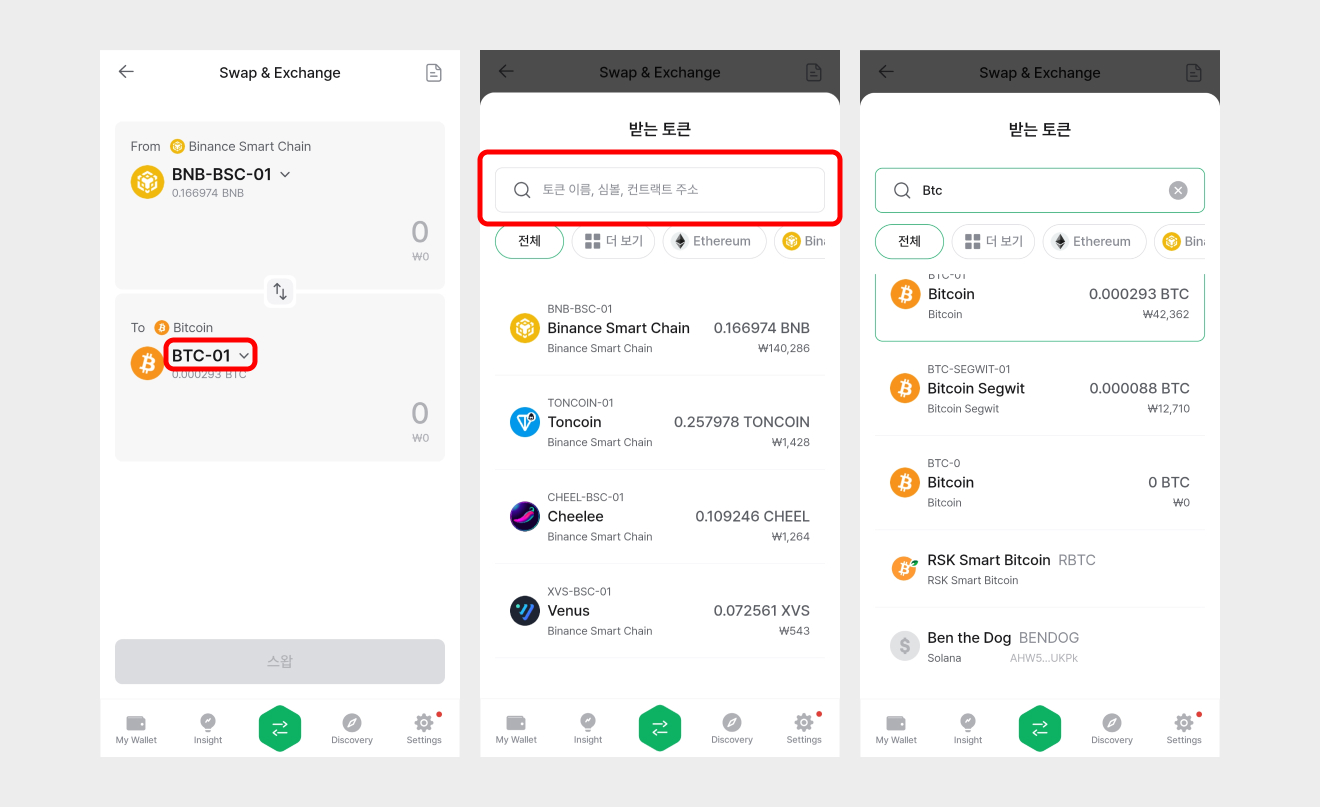 Swap & Exchange
From Binance Smart Chain
BNB-BSC-01
0.166974 BNB
0
₩0
To Bitcoin
BTC-01
0.000293 BTC
0
₩0
스왑
My Wallet
Insight
Discovery
Settings
Swap & Exchange
받는 토큰
토큰 이름, 심볼, 컨트랙트 주소
전체
더 보기
Ethereum
Bin
BNB-BSC-01
Binance Smart Chain 0.166974 BNB
Binance Smart Chain ₩140,286
TONCOIN-01
Toncoin 0.257978 TONCOIN
Binance Smart Chain ₩1,428
CHEEL-BSC-01
Cheelee 0.109246 CHEEL
Binance Smart Chain ₩1,264
XVS-BSC-01
Venus 0.072561 XVS
Binance Smart Chain ₩543
My Wallet
Insight
Discovery
Settings
Swap & Exchange
받는 토큰
Btc
전체
더 보기
Ethereum
Bin
BTC-01
Bitcoin 0.000293 BTC
Bitcoin ₩42,362
BTC-SEGWIT-01
Bitcoin Segwit 0.000088 BTC
Bitcoin Segwit ₩12,710
BTC-0
Bitcoin 0 BTC
Bitcoin ₩0
RSK Smart Bitcoin RBTC
RSK Smart Bitcoin
Ben the Dog BENDOG
Solana AHW5...UKPk
My Wallet
Insight
Discovery
Settings